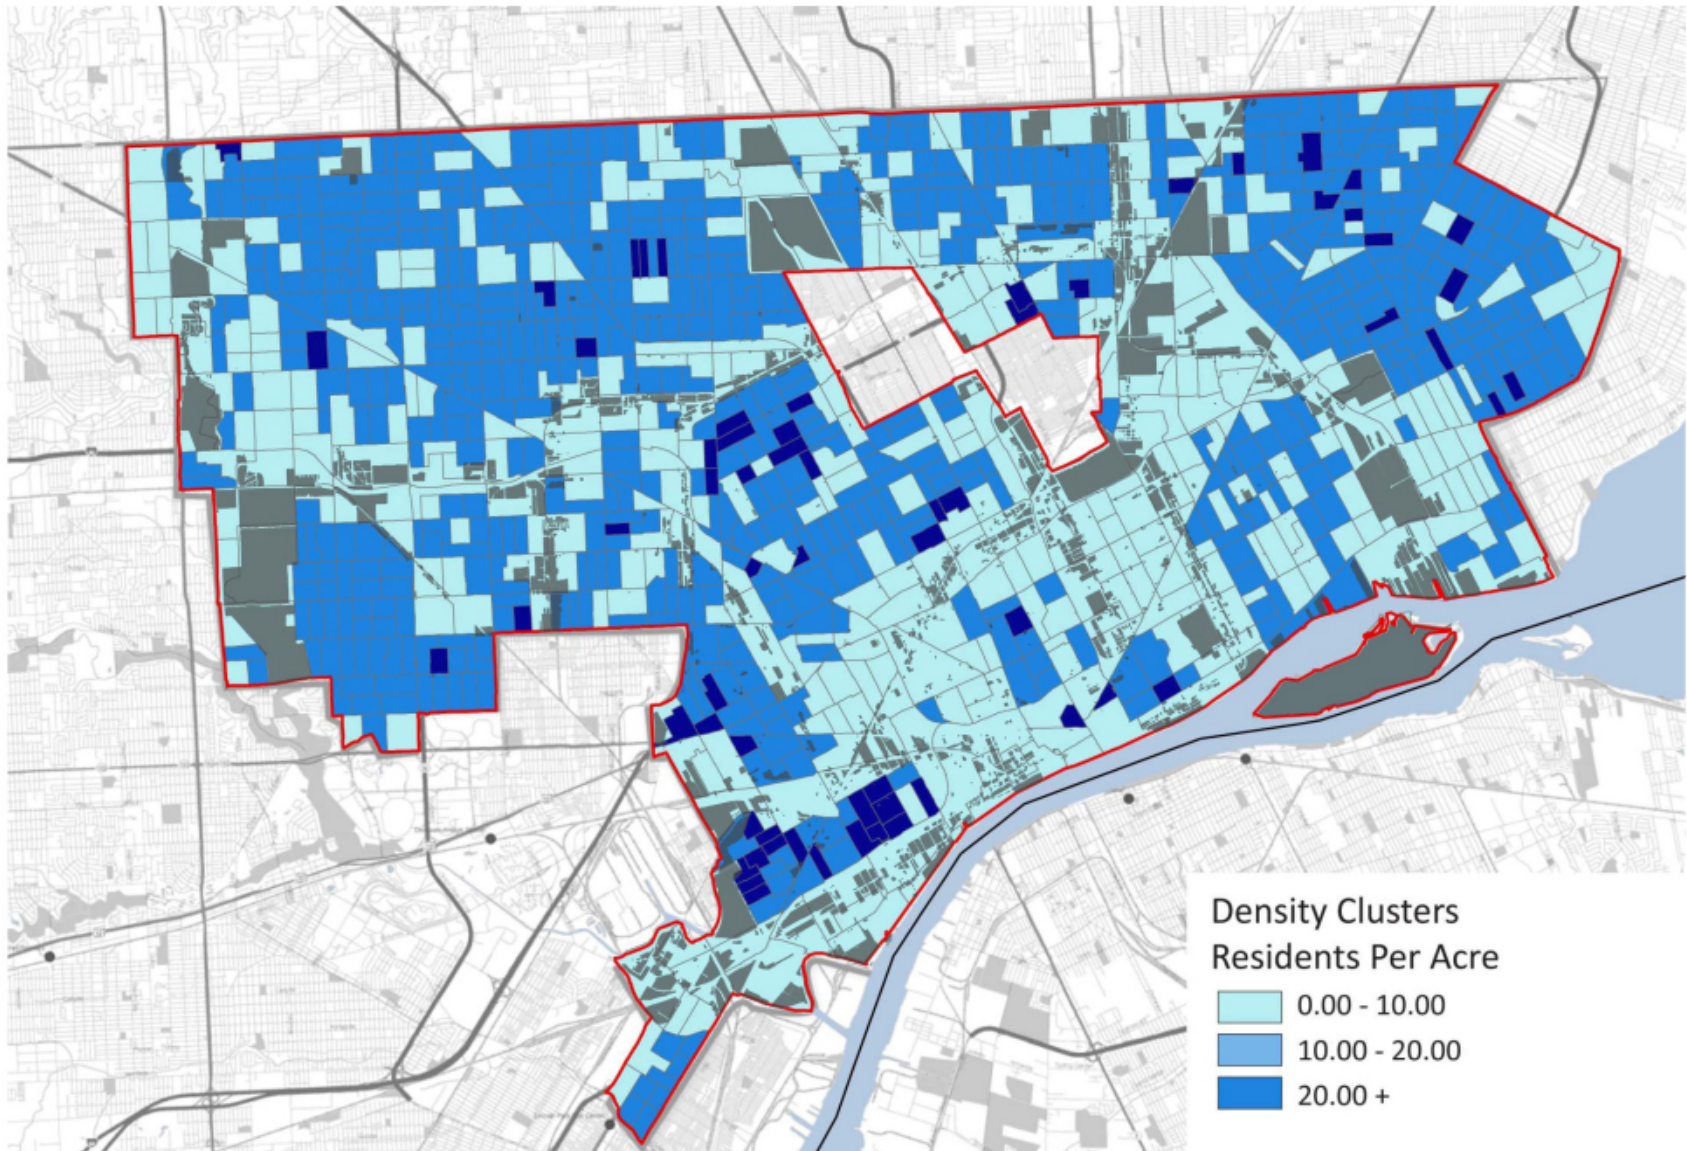 Density Clusters
Residents Per Acre
0.00 - 10.00
10.00 - 20.00
20.00 +